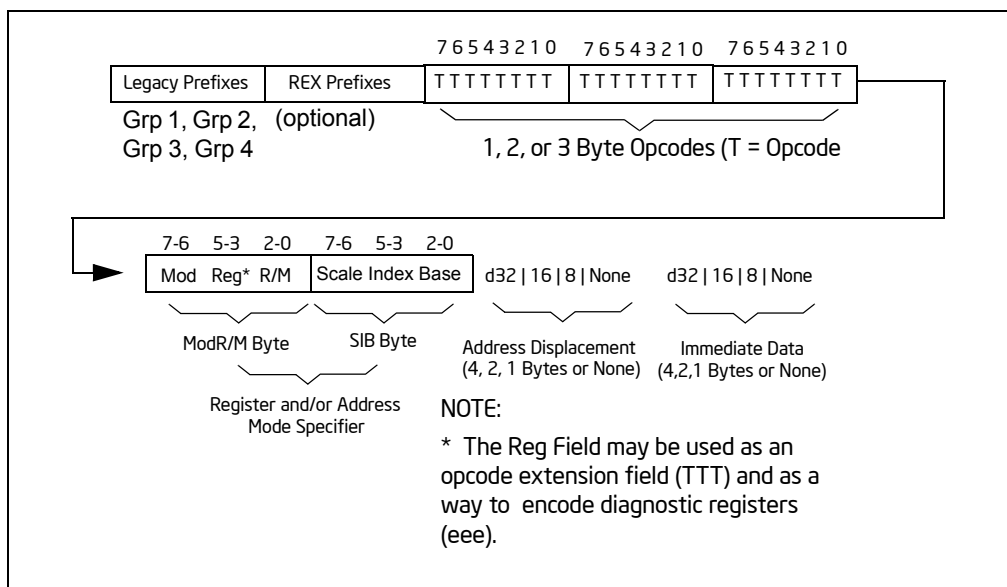 7 6 5 4 3 2 1 0 7 6 5 4 3 2 1 0 7 6 5 4 3 2 1 0
Legacy Prefixes REX Prefixes T T T T T T T T T T T T T T T T T T T T T T T T
Grp 1, Grp 2, (optional)
Grp 3, Grp 4
1, 2, or 3 Byte Opcodes (T = Opcode
7-6 5-3 2-0 7-6 5-3 2-0
Mod Reg* R/M Scale Index Base d32 | 16 | 8 | None d32 | 16 | 8 | None
ModR/M Byte SIB Byte Address Displacement Immediate Data
(4, 2, 1 Bytes or None) (4,2,1 Bytes or None)
Register and/or Address
Mode Specifier
NOTE:
* The Reg Field may be used as an
opcode extension field (TTT) and as a
way to encode diagnostic registers
(eee).